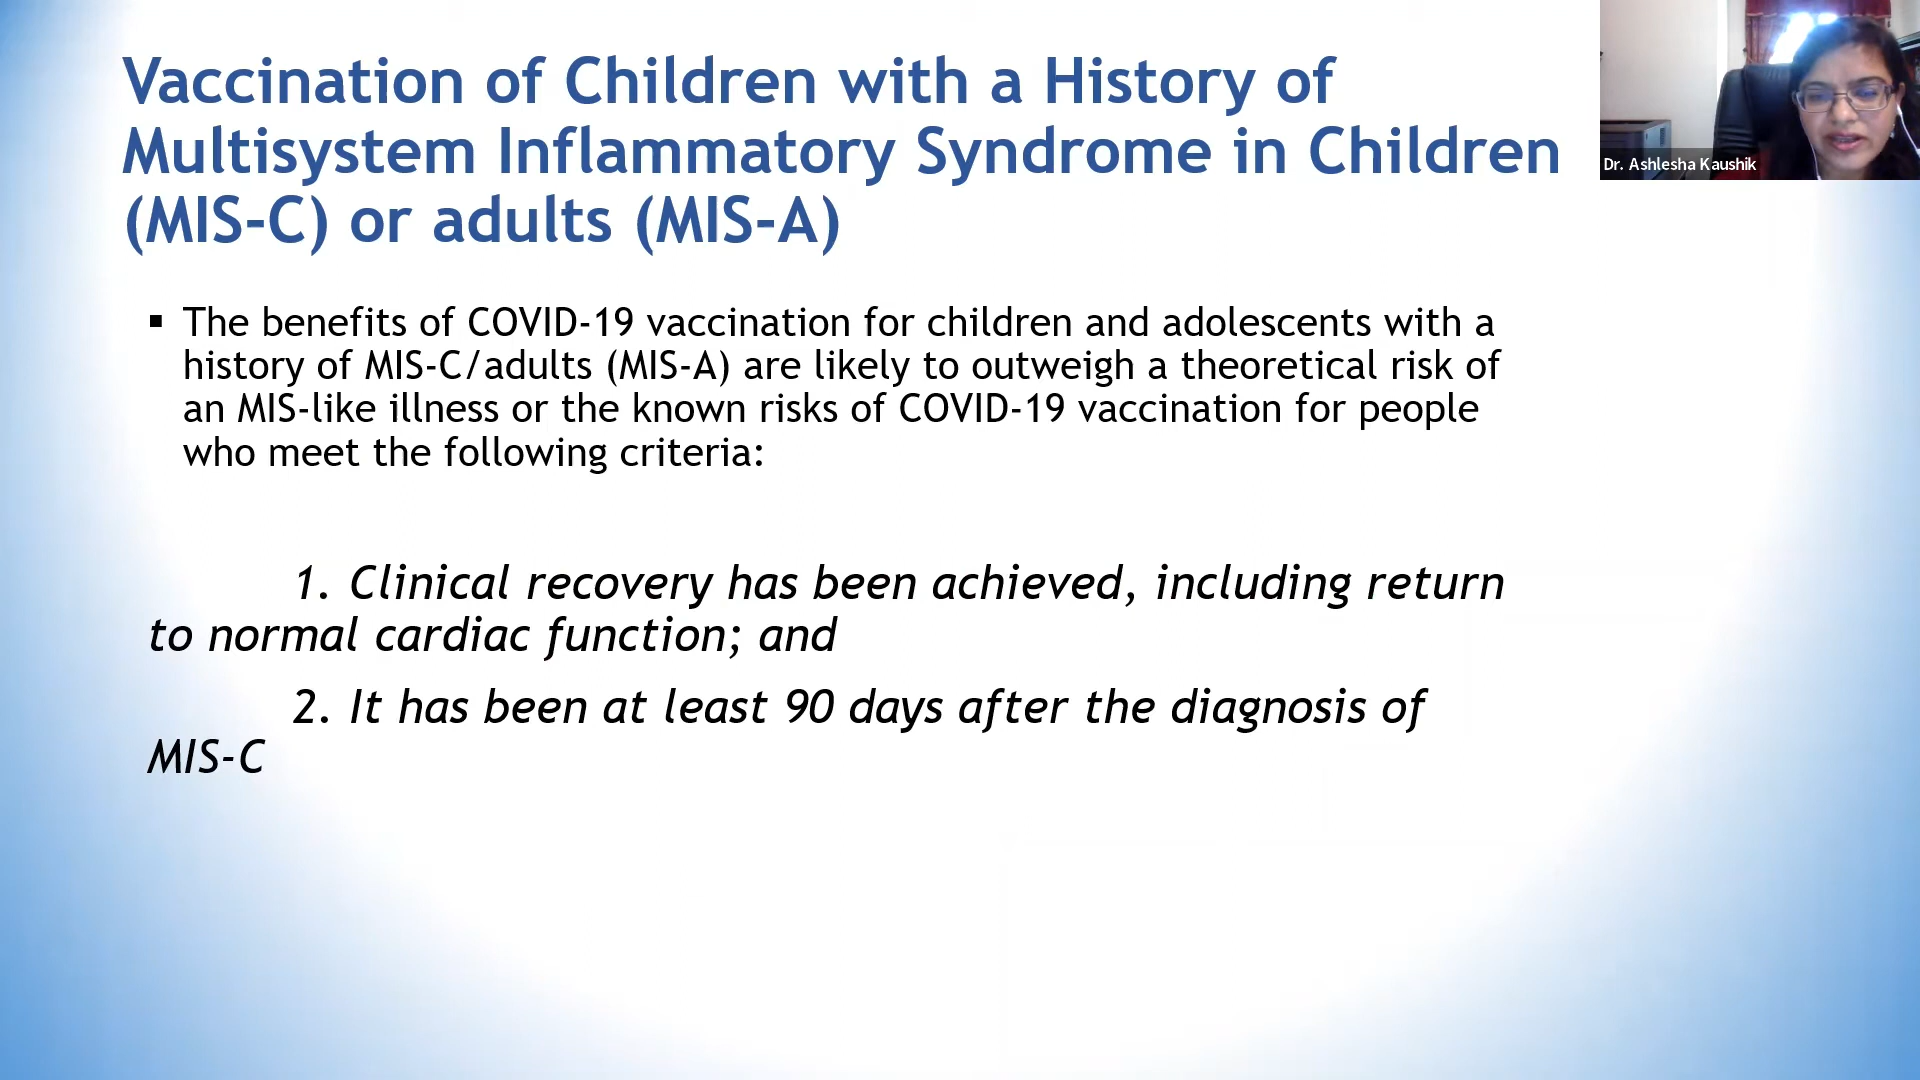 Vaccination of Children with a History of
Multisystem Inflammatory Syndrome in Children
(MIS-C) or adults (MIS-A)
Dr. Ashlesha Kaushik
▪ The benefits of COVID-19 vaccination for children and adolescents with a
history of MIS-C/adults (MIS-A) are likely to outweigh a theoretical risk of
an MIS-like illness or the known risks of COVID-19 vaccination for people
who meet the following criteria:
1. Clinical recovery has been achieved, including return
to normal cardiac function; and
2. It has been at least 90 days after the diagnosis of
MIS-C